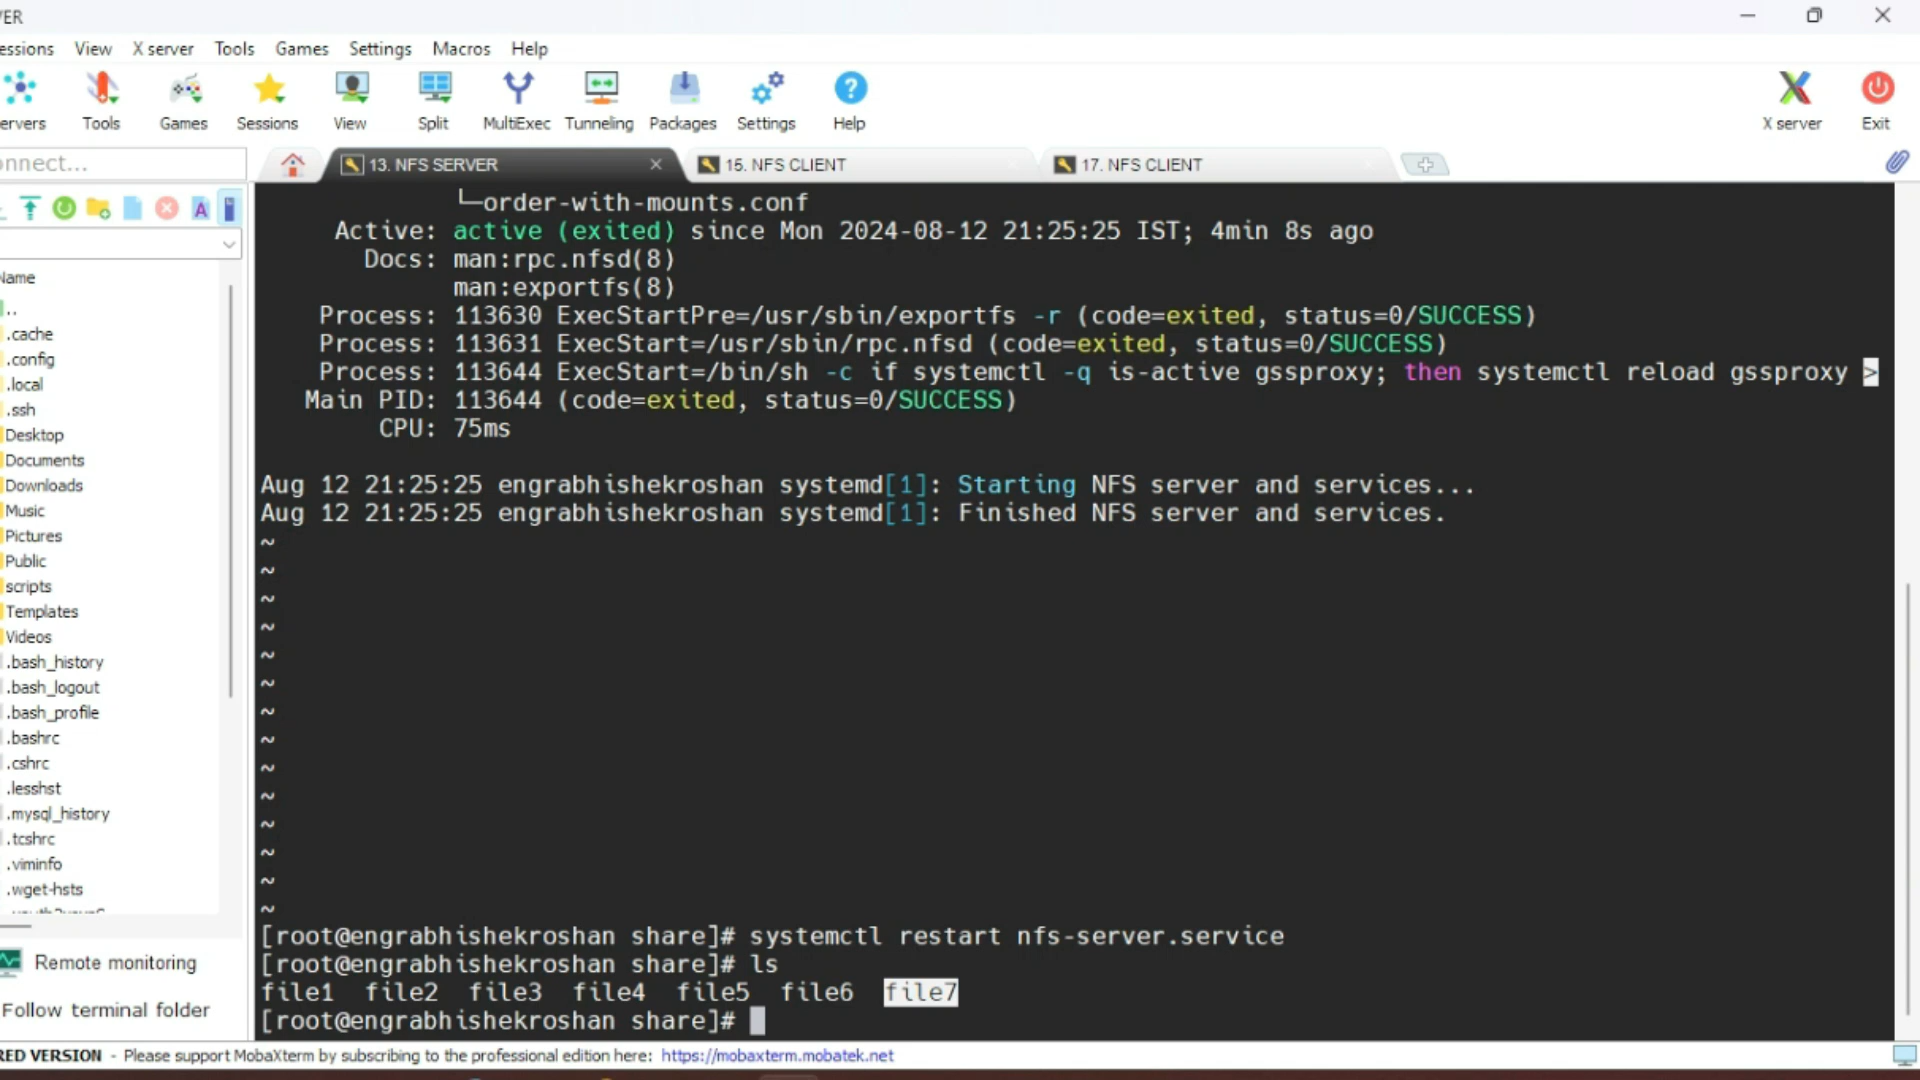 VER
essions View X server Tools Games Settings Macros Help
ervers Tools Games Sessions View Split MultiExec Tunneling Packages Settings Help X server Exit
onnect...
13. NFS SERVER 15. NFS CLIENT 17. NFS CLIENT
Name
..
.cache
.config
.local
.ssh
Desktop
Documents
Downloads
Music
Pictures
Public
scripts
Templates
Videos
.bash_history
.bash_logout
.bash_profile
.bashrc
.cshrc
.lesshst
.mysql_history
.tcshrc
.viminfo
.wget-hsts
Remote monitoring
Follow terminal folder
└─order-with-mounts.conf
Active: active (exited) since Mon 2024-08-12 21:25:25 IST; 4min 8s ago
Docs: man:rpc.nfsd(8)
man:exportfs(8)
Process: 113630 ExecStartPre=/usr/sbin/exportfs -r (code=exited, status=0/SUCCESS)
Process: 113631 ExecStart=/usr/sbin/rpc.nfsd (code=exited, status=0/SUCCESS)
Process: 113644 ExecStart=/bin/sh -c if systemctl -q is-active gssproxy; then systemctl reload gssproxy >
Main PID: 113644 (code=exited, status=0/SUCCESS)
CPU: 75ms
Aug 12 21:25:25 engrabhishekroshan systemd[1]: Starting NFS server and services...
Aug 12 21:25:25 engrabhishekroshan systemd[1]: Finished NFS server and services.
~
~
~
~
~
~
~
~
~
~
~
~
~
~
[root@engrabhishekroshan share]# systemctl restart nfs-server.service
[root@engrabhishekroshan share]# ls
file1 file2 file3 file4 file5 file6 file7
[root@engrabhishekroshan share]#
RED VERSION - Please support MobaXterm by subscribing to the professional edition here: https://mobaxterm.mobatek.net